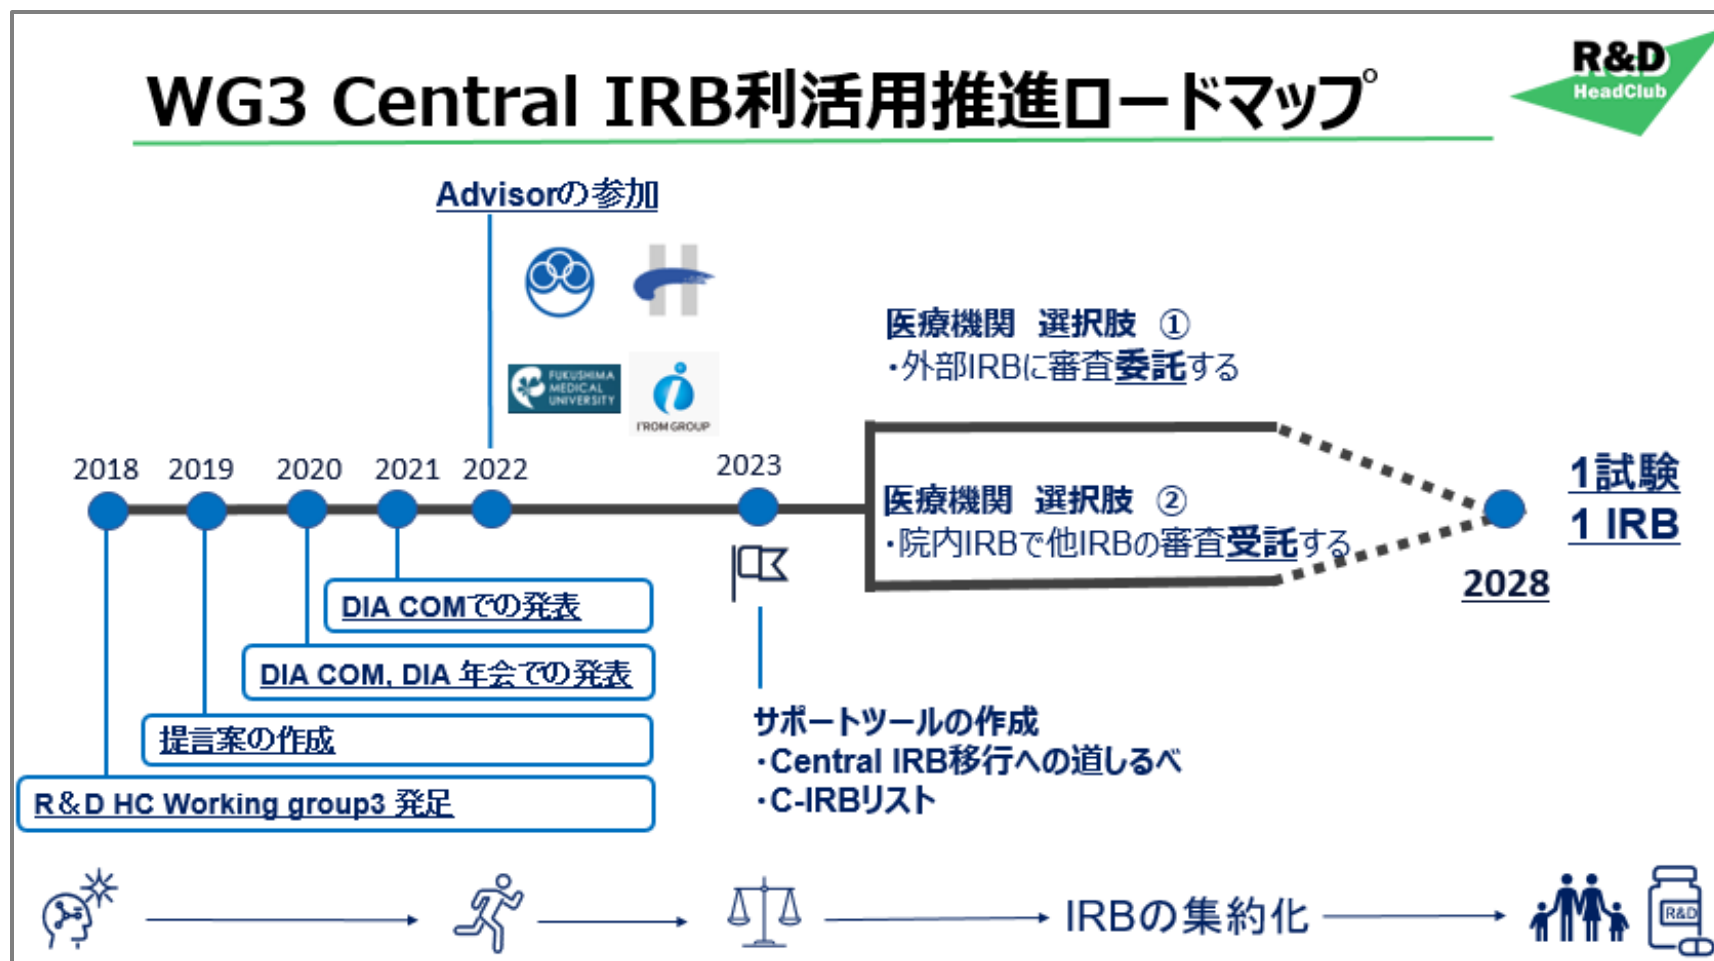 WG3 Central IRB利活用推進ロードマップ
R&D
HeadClub
Advisorの参加
FUKUSHIMA
MEDICAL
UNIVERSITY
I'ROM GROUP
医療機関 選択肢 ①
・外部IRBに審査委託する
2018 2019 2020 2021 2022 2023
医療機関 選択肢 ②
・院内IRBで他IRBの審査受託する
1試験
1 IRB
2028
DIA COMでの発表
DIA COM, DIA 年会での発表
提言案の作成
R&D HC Working group3 発足
サポートツールの作成
・Central IRB移行への道しるべ
・C-IRBリスト
IRBの集約化
R&D